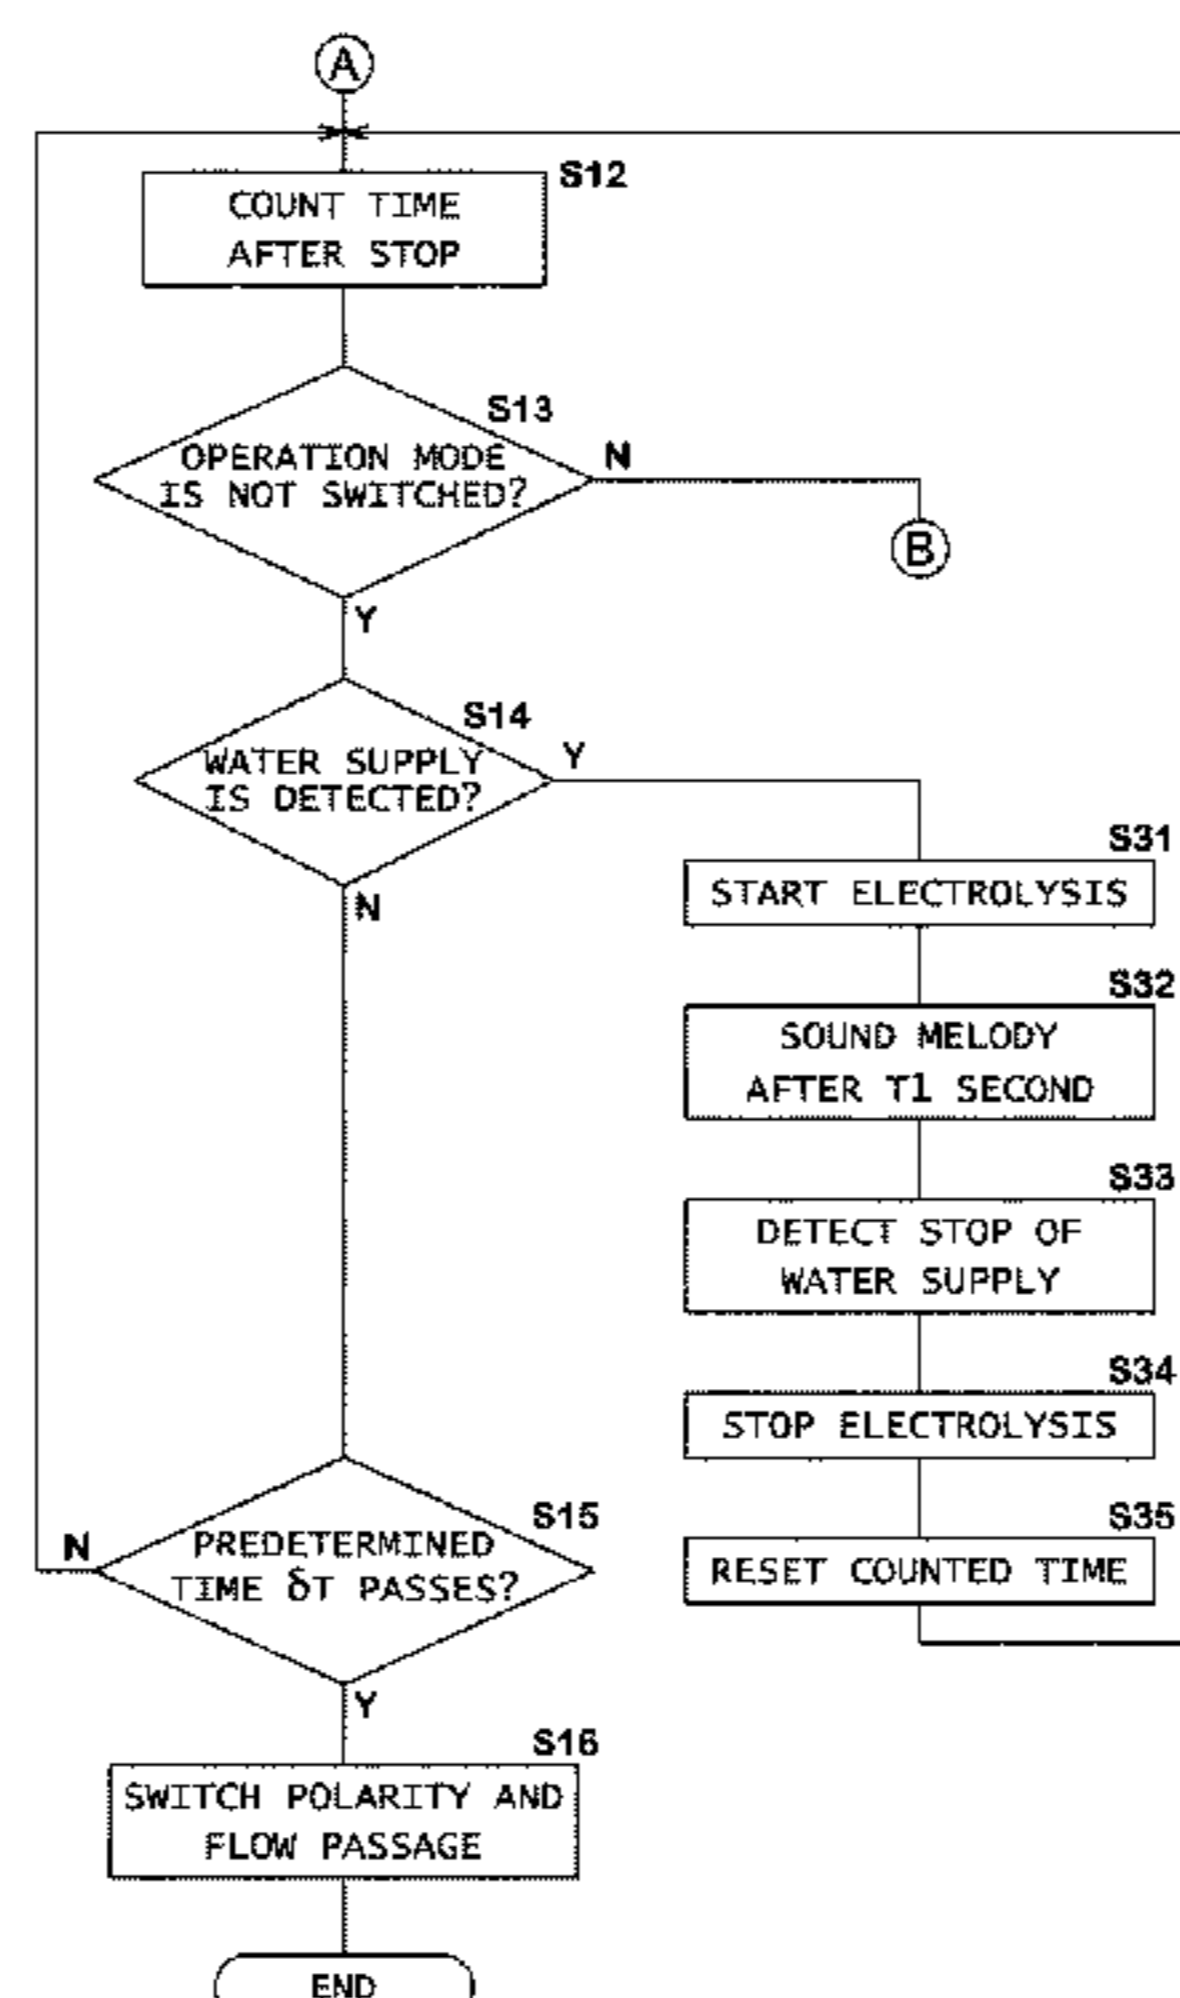 A
S12
COUNT TIME
AFTER STOP
S13
OPERATION MODE
IS NOT SWITCHED?
N
B
Y
S14
WATER SUPPLY
IS DETECTED?
Y
N
S31
START ELECTROLYSIS
S32
SOUND MELODY
AFTER T1 SECOND
S33
DETECT STOP OF
WATER SUPPLY
S34
STOP ELECTROLYSIS
S35
RESET COUNTED TIME
S15
PREDETERMINED
TIME δT PASSES?
N
Y
S16
SWITCH POLARITY AND
FLOW PASSAGE
END